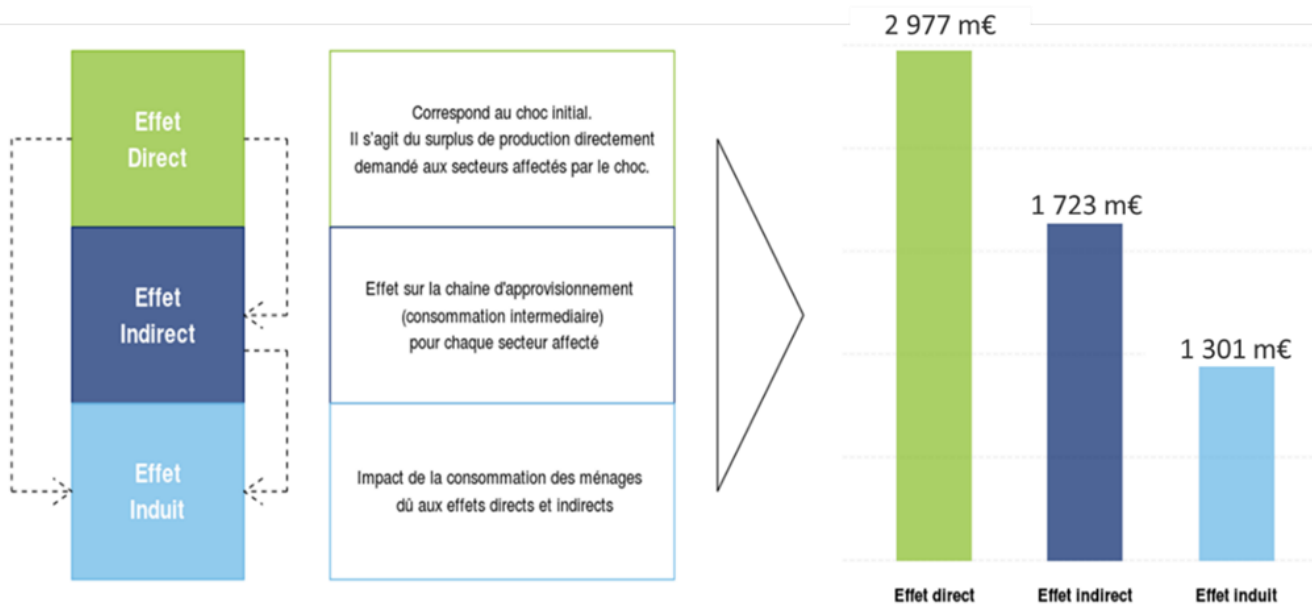 Effet
Direct
Correspond au choc initial.
Il s'agit du surplus de production directement
demandé aux secteurs affectés par le choc.
Effet
Indirect
Effet sur la chaine d'approvisionnement
(consommation intermediaire)
pour chaque secteur affecté
Effet
Induit
Impact de la consommation des ménages
dû aux effets directs et indirects
2 977 m€
1 723 m€
1 301 m€
Effet direct
Effet indirect
Effet induit